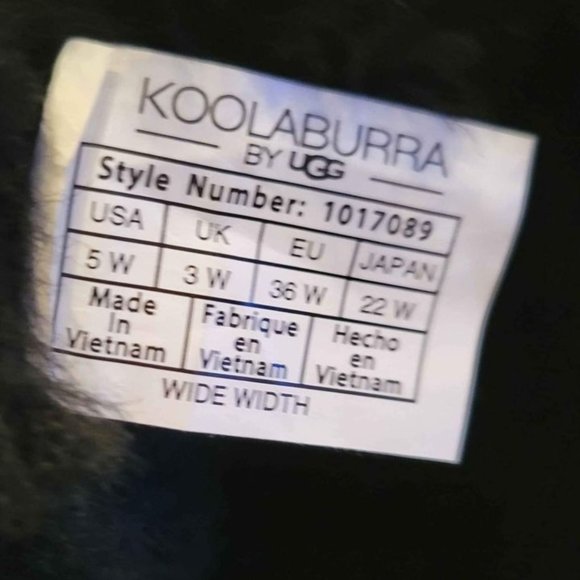 KOOLABURRA
BY UGG
Style Number: 1017089
USA UK EU JAPAN
5 W 3 W 36 W 22 W
Made Fabrique Hecho
In en en
Vietnam Vietnam Vietnam
WIDE WIDTH